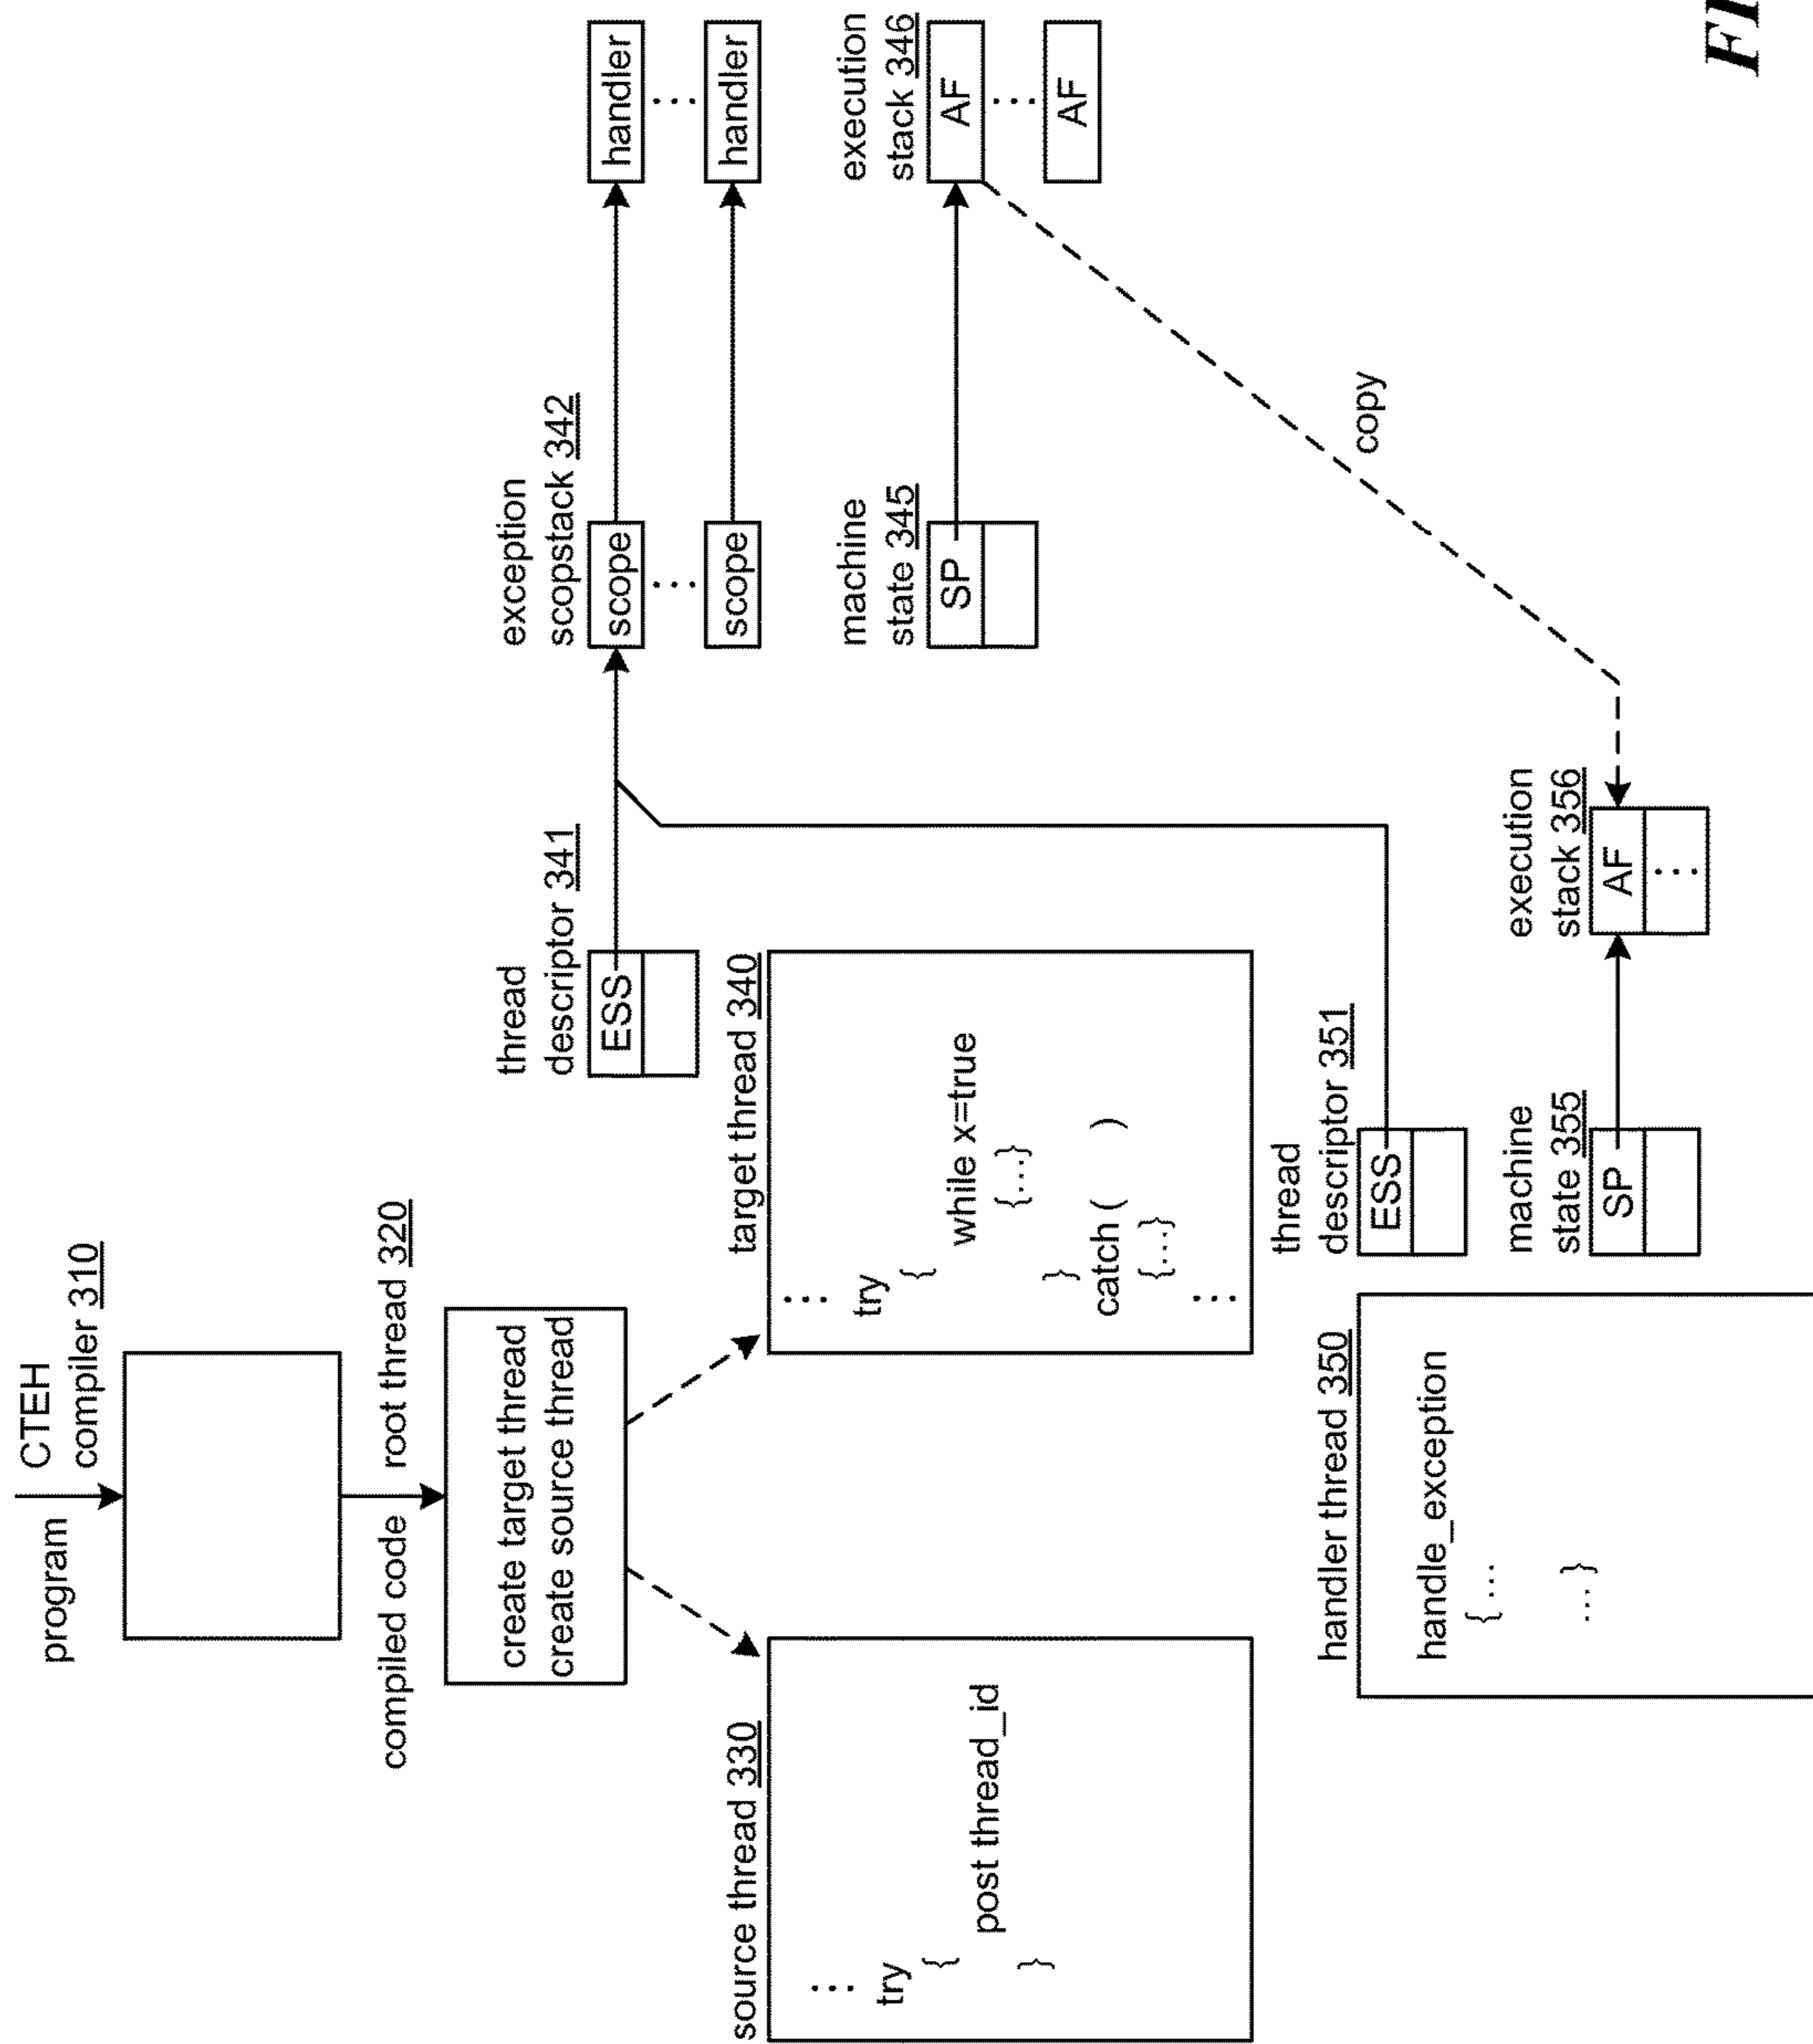 program
CTEH
compiler 310
compiled code
root thread 320
create target thread
create source thread
source thread 330
...
try
{
post thread_id
}
target thread 340
...
try
{
while x=true
{...}
}
catch ( )
{...}
...
thread
descriptor 341
ESS
exception
scopstack 342
scope
...
scope
handler
...
handler
machine
state 345
SP
execution
stack 346
AF
...
AF
copy
handler thread 350
handle_exception
{ ...
... }
thread
descriptor 351
ESS
machine
state 355
SP
execution
stack 356
AF
...